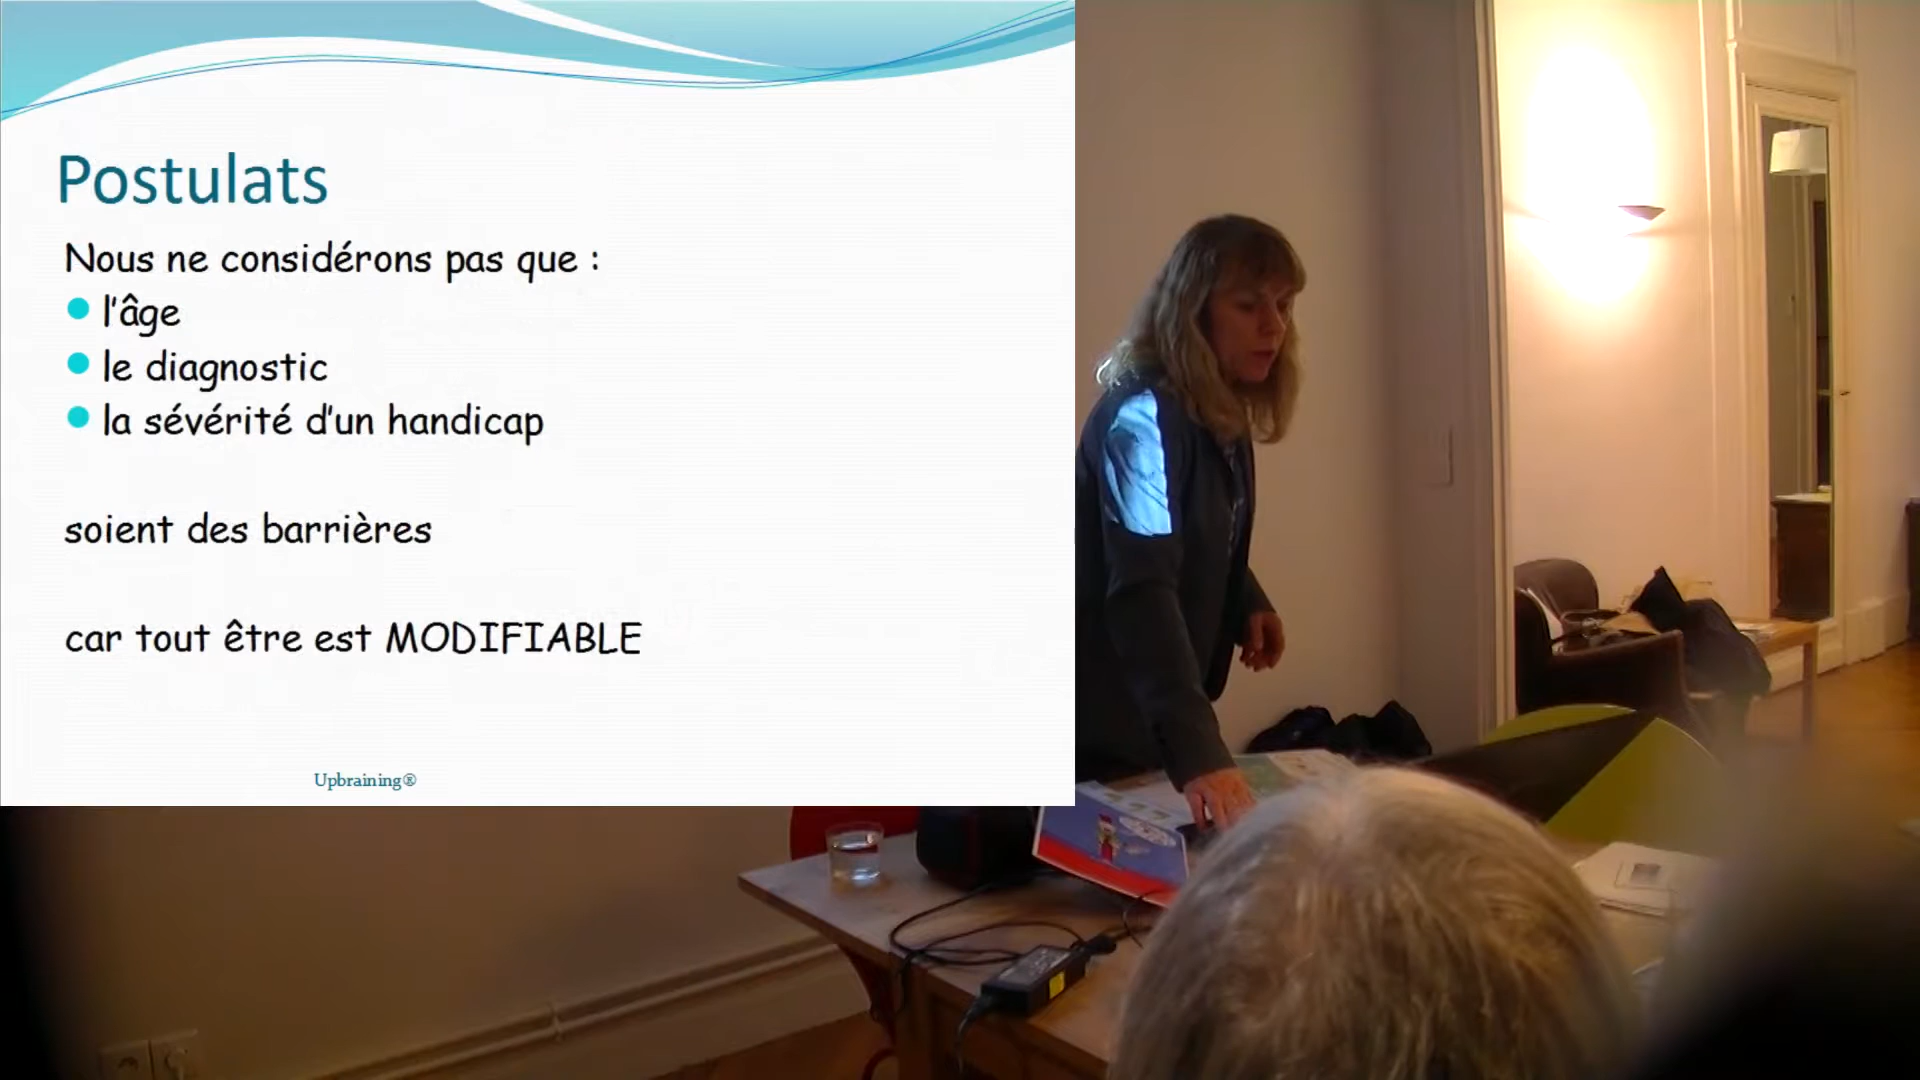 Postulats
Nous ne considérons pas que :
l'âge
le diagnostic
la sévérité d'un handicap
soient des barrières
car tout être est MODIFIABLE
Upbraining®